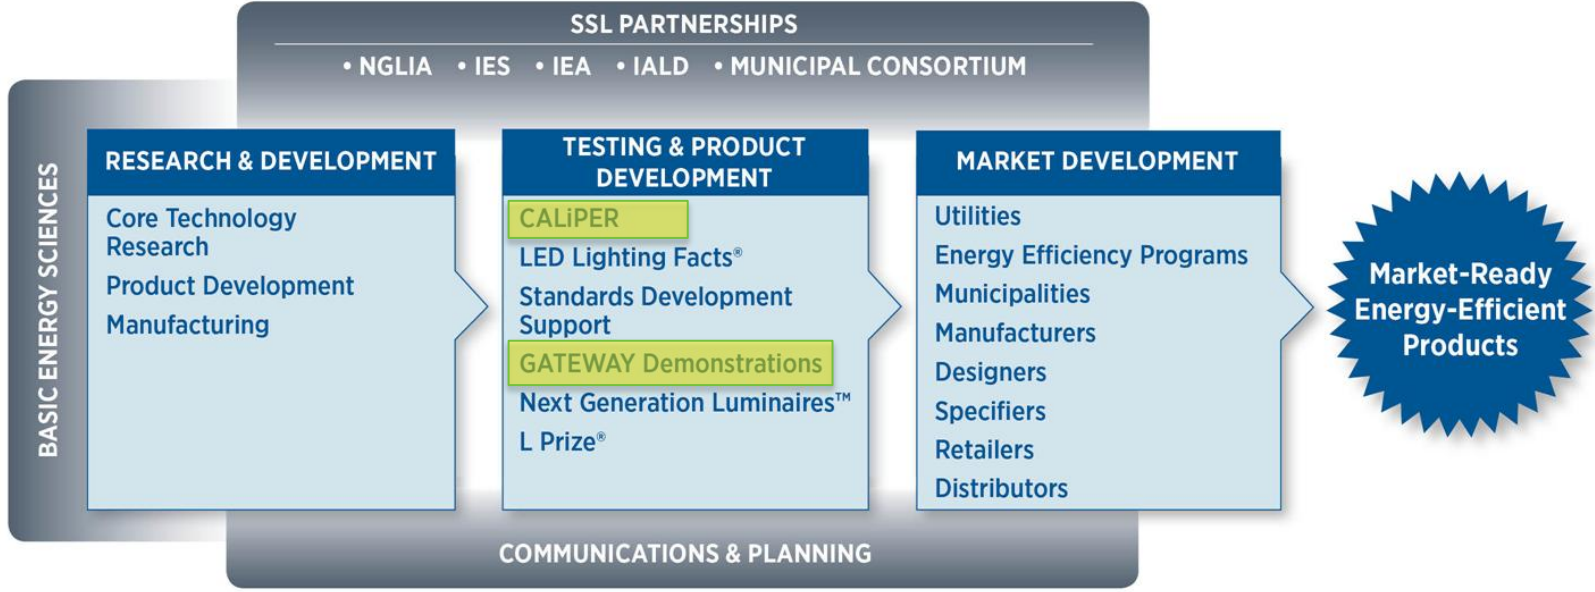 SSL PARTNERSHIPS
• NGLIA • IES • IEA • IALD • MUNICIPAL CONSORTIUM
BASIC ENERGY SCIENCES
RESEARCH & DEVELOPMENT
Core Technology
Research
Product Development
Manufacturing
TESTING & PRODUCT
DEVELOPMENT
CALiPER
LED Lighting Facts®
Standards Development
Support
GATEWAY Demonstrations
Next Generation Luminaires™
L Prize®
MARKET DEVELOPMENT
Utilities
Energy Efficiency Programs
Municipalities
Manufacturers
Designers
Specifiers
Retailers
Distributors
Market-Ready
Energy-Efficient
Products
COMMUNICATIONS & PLANNING